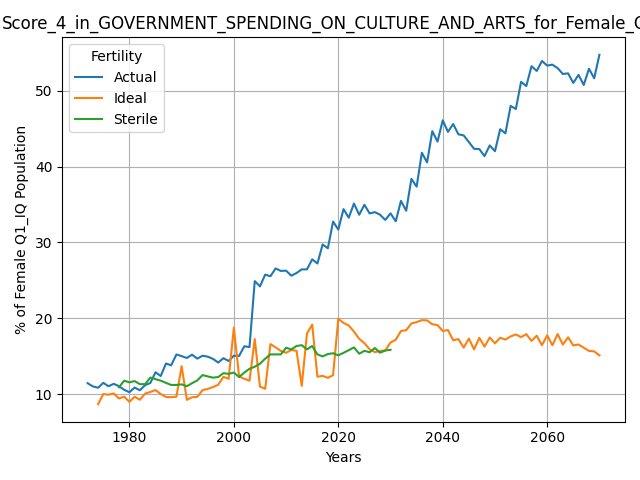 Score_4_in_GOVERNMENT_SPENDING_ON_CULTURE_AND_ARTS_for_Female_
Fertility
Actual
Ideal
Sterile
% of Female Q1_IQ Population
50
40
30
20
10
1980 2000 2020 2040 2060
Years